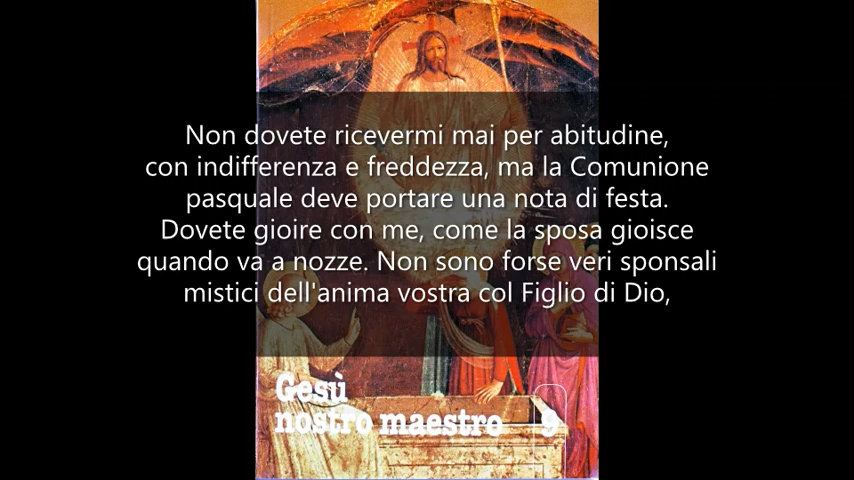 Non dovete ricevermi mai per abitudine,
con indifferenza e freddezza, ma la Comunione
pasquale deve portare una nota di festa.
Dovete gioire con me, come la sposa gioisce
quando va a nozze. Non sono forse veri sponsali
mistici dell'anima vostra col Figlio di Dio,
Gesù
nostro maestro 9